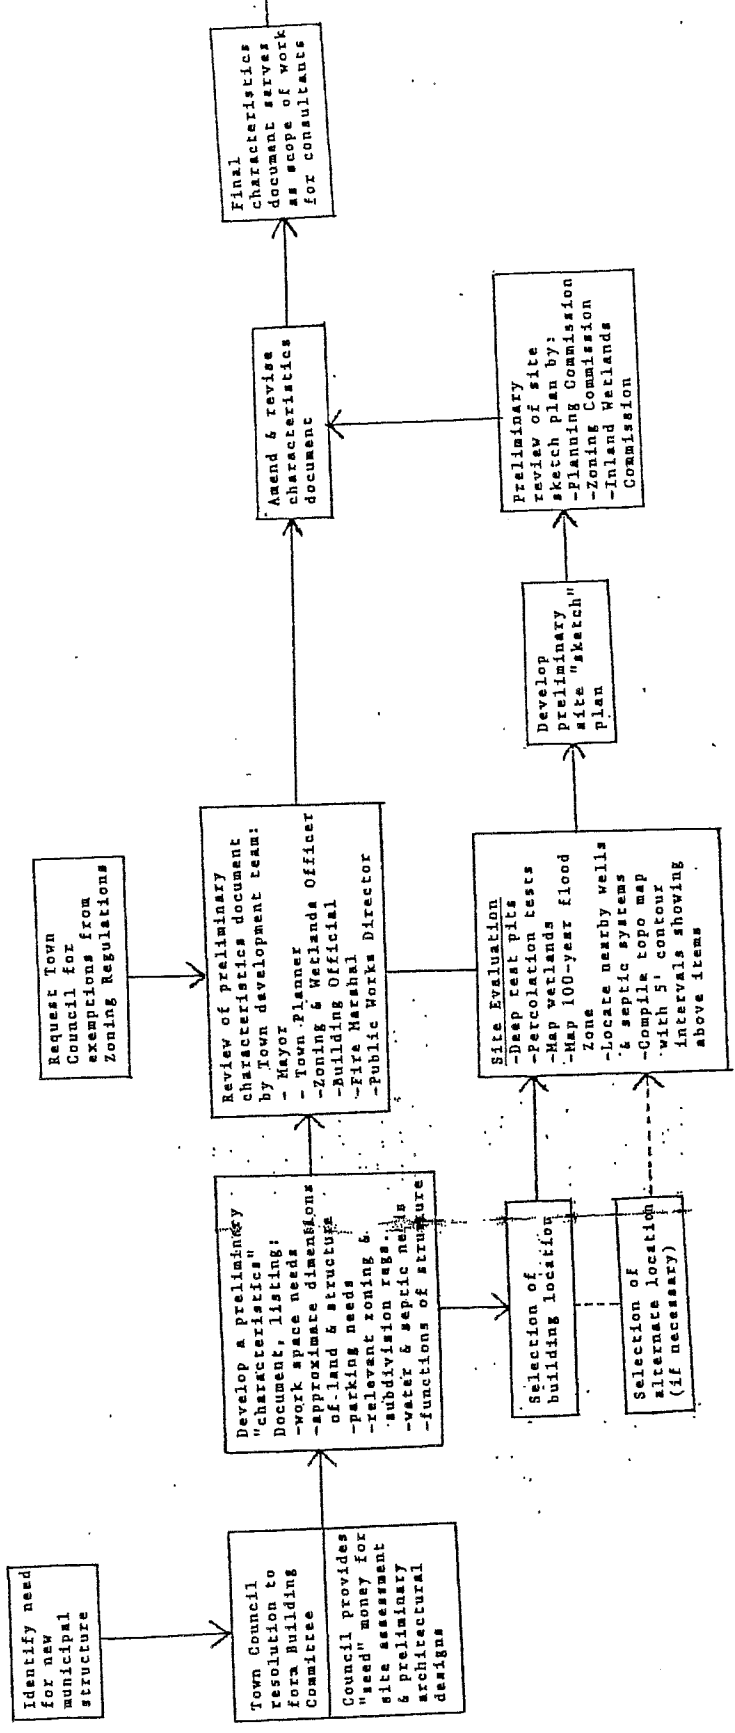 Identify need
for new
municipal
structure
Town Council
resolution to
form Building
Committee
Council provides
"seed" money for
site assessment
& preliminary
architectural
designs
Develop a preliminary
"characteristics"
Document, listing:
-work space needs
-approximate dimensions
of land & structure
-parking needs
-relevant zoning &
subdivision regs.
-water & septic needs
-functions of structure
Selection of
building location
Selection of
alternate location
(if necessary)
Request Town
Council for
exemptions from
Zoning Regulations
Review of preliminary
characteristics document
by Town development team:
- Mayor
- Town Planner
-Zoning & Wetlands Officer
-Building Official
-Fire Marshal
-Public Works Director
Site Evaluation
-Deep test pits
-Percolation tests
-Map wetlands
-Map 100-year flood
Zone
-Locate nearby wells
& septic systems
-Compile topo map
with 5' contour
intervals showing
above items
Develop
preliminary
site "sketch"
plan
Preliminary
review of site
sketch plan by:
-Planning Commission
-Zoning Commission
-Inland Wetlands
Commission
Amend & revise
characteristics
document
Final
characteristics
document serves
as scope of work
for consultants